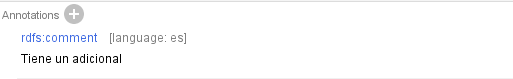 Annotations
rdfs:comment [language: es]
Tiene un adicional